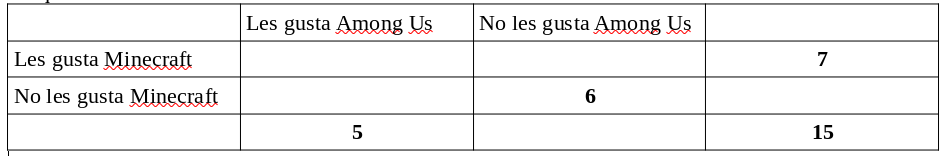 Les gusta Among Us No les gusta Among Us
Les gusta Minecraft 7
No les gusta Minecraft 6
5 15